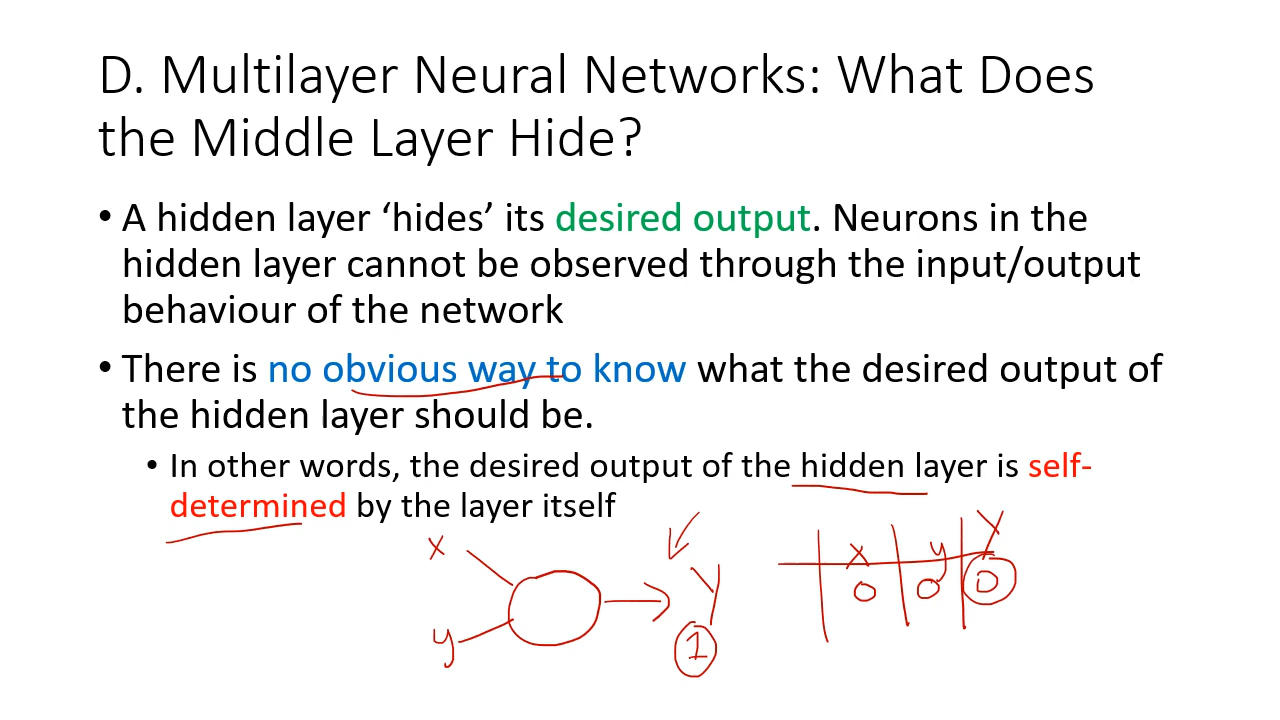 D. Multilayer Neural Networks: What Does
the Middle Layer Hide?
• A hidden layer ‘hides’ its desired output. Neurons in the
hidden layer cannot be observed through the input/output
behaviour of the network
• There is no obvious way to know what the desired output of
the hidden layer should be.
• In other words, the desired output of the hidden layer is self-
determined by the layer itself
x
y
Y
1
x y Y
0 0 0